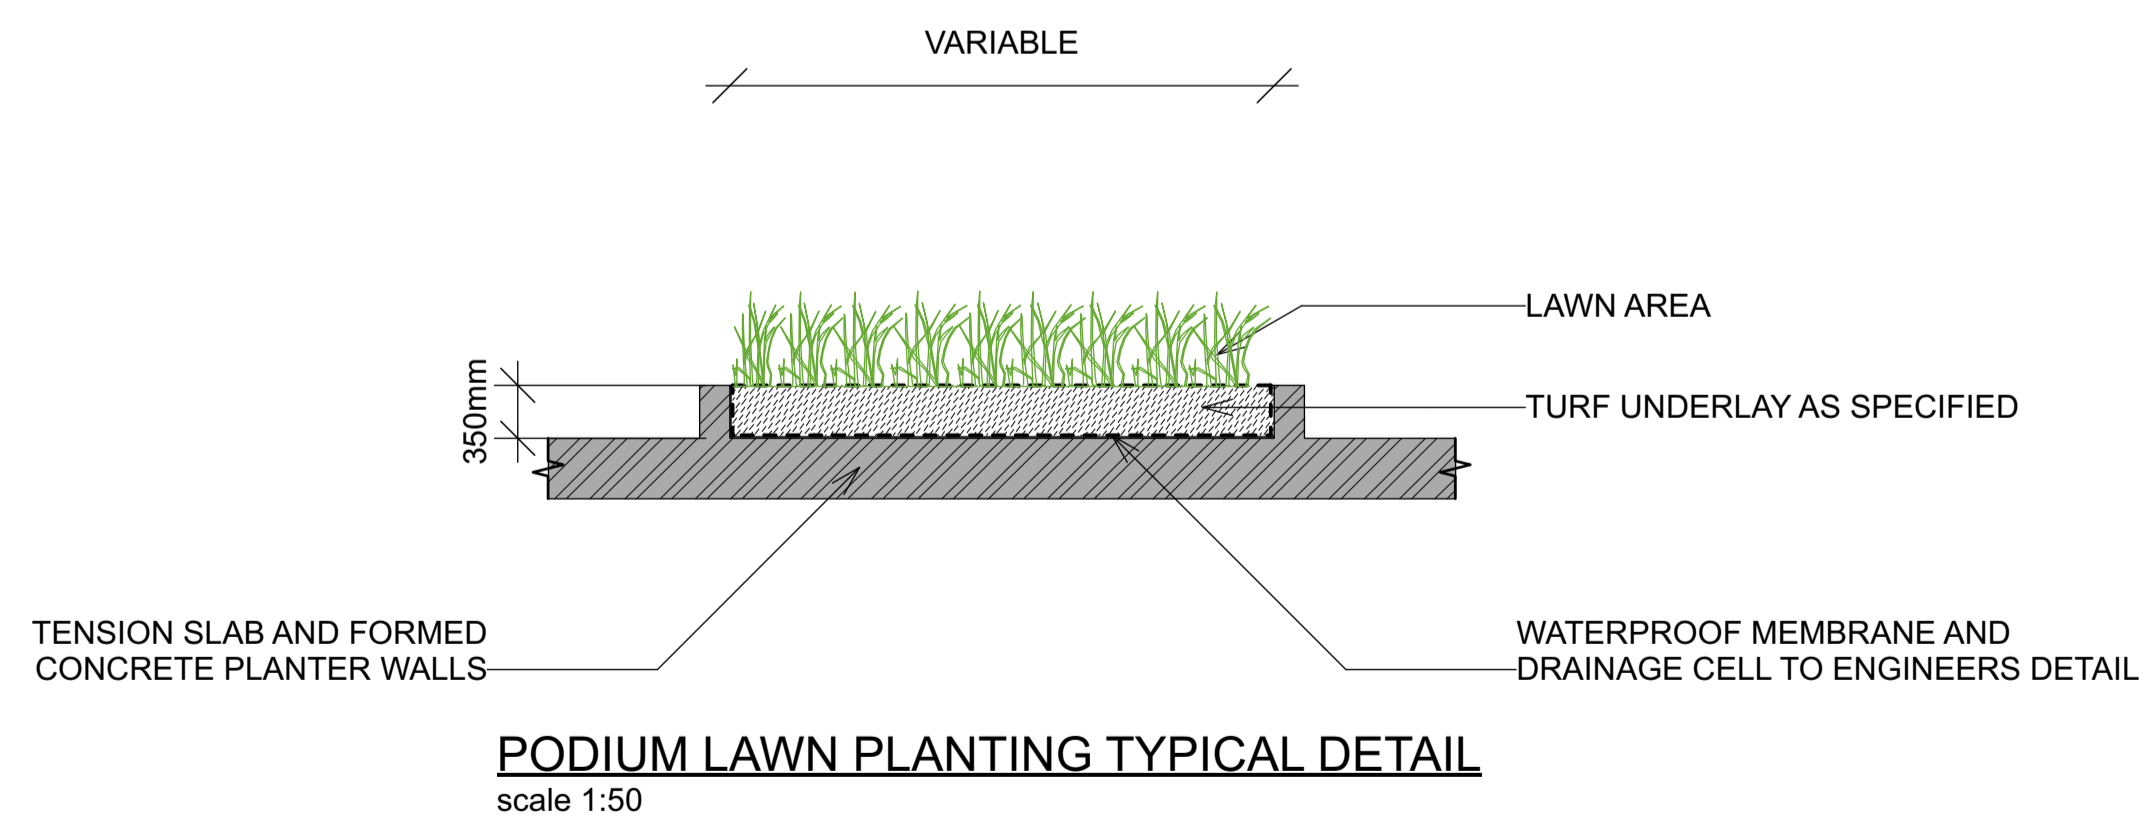 VARIABLE
LAWN AREA
350mm
TURF UNDERLAY AS SPECIFIED
TENSION SLAB AND FORMED
CONCRETE PLANTER WALLS
WATERPROOF MEMBRANE AND
DRAINAGE CELL TO ENGINEERS DETAIL
PODIUM LAWN PLANTING TYPICAL DETAIL
scale 1:50